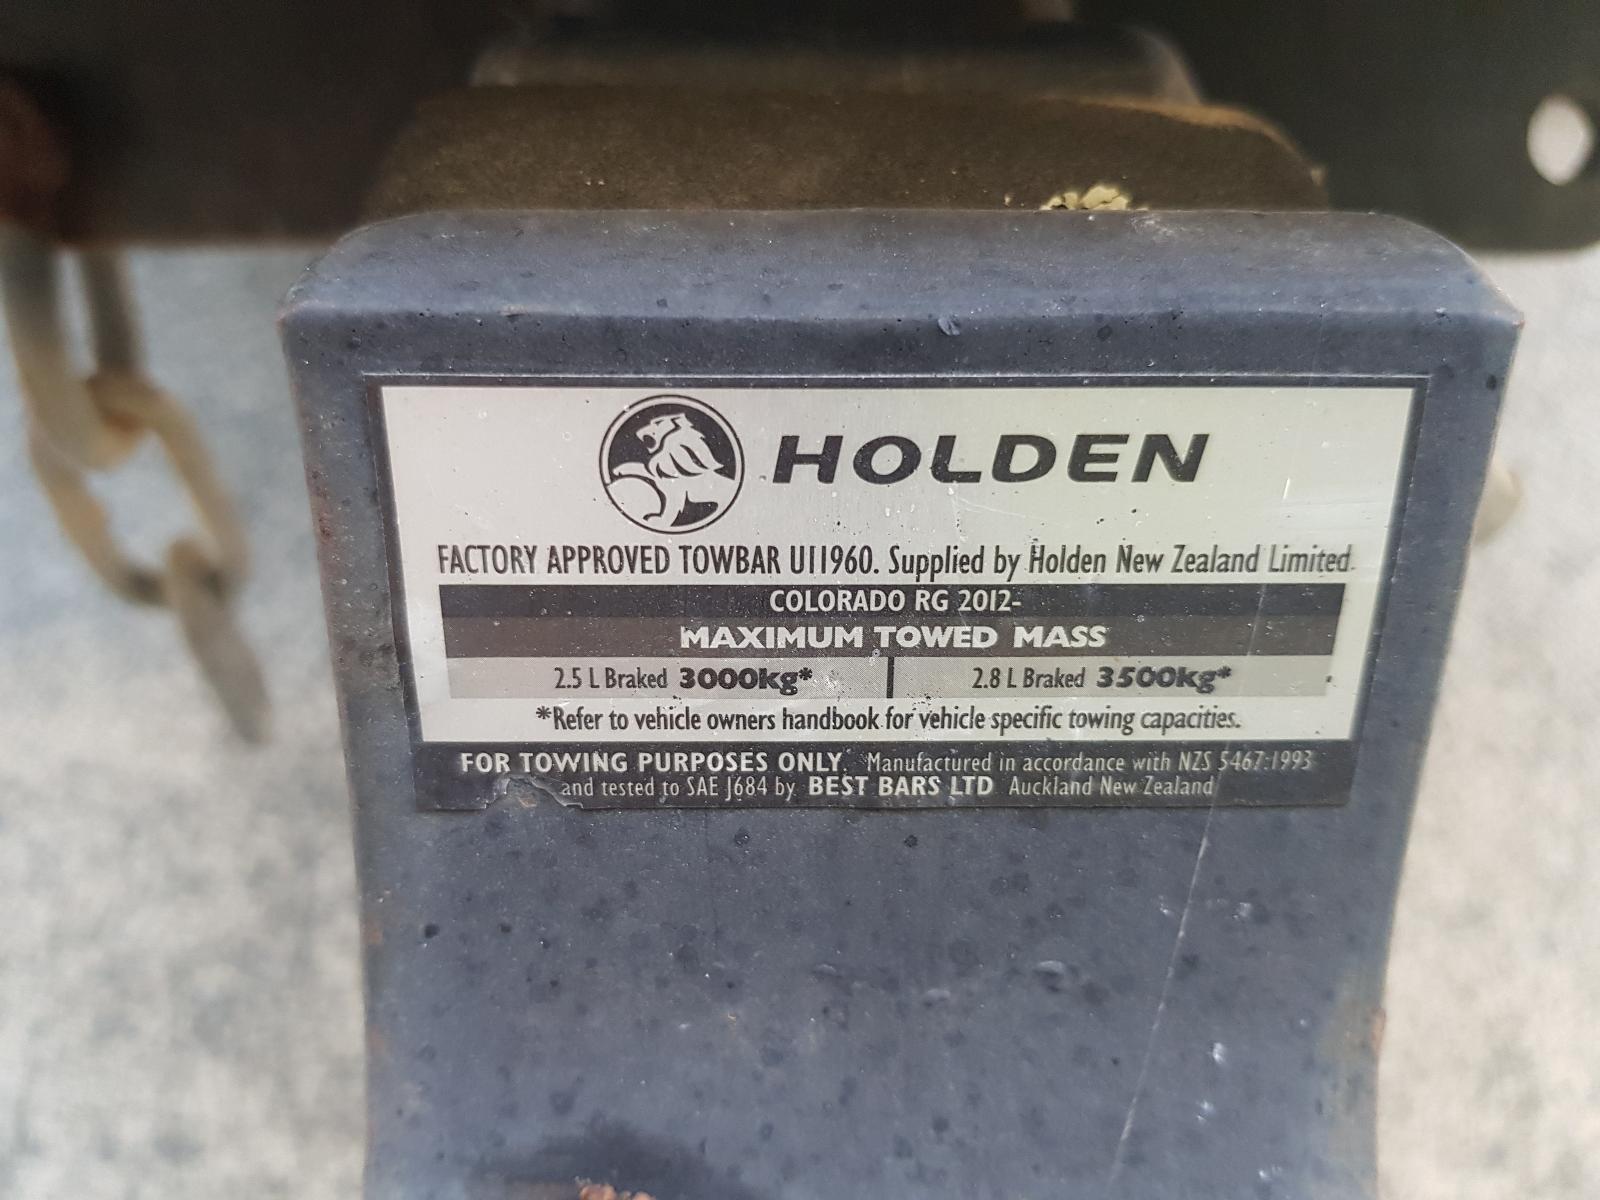 HOLDEN
FACTORY APPROVED TOWBAR U11960. Supplied by Holden New Zealand Limited.
COLORADO RG 2012-
MAXIMUM TOWED MASS
2.5 L Braked 3000kg* 2.8 L Braked 3500kg*
*Refer to vehicle owners handbook for vehicle specific towing capacities.
FOR TOWING PURPOSES ONLY. Manufactured in accordance with NZS 5467:1993
and tested to SAE J684 by BEST BARS LTD Auckland New Zealand